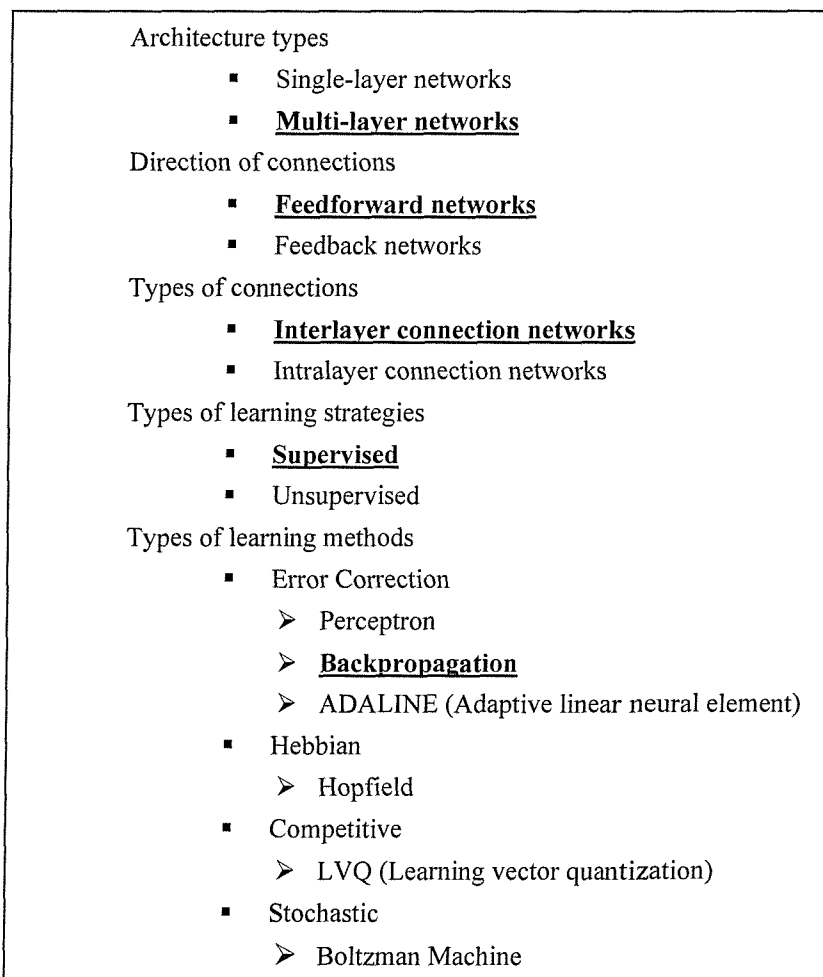 Architecture types
▪ Single-layer networks
▪ Multi-layer networks
Direction of connections
▪ Feedforward networks
▪ Feedback networks
Types of connections
▪ Interlayer connection networks
▪ Intralayer connection networks
Types of learning strategies
▪ Supervised
▪ Unsupervised
Types of learning methods
▪ Error Correction
➢ Perceptron
➢ Backpropagation
➢ ADALINE (Adaptive linear neural element)
▪ Hebbian
➢ Hopfield
▪ Competitive
➢ LVQ (Learning vector quantization)
▪ Stochastic
➢ Boltzman Machine